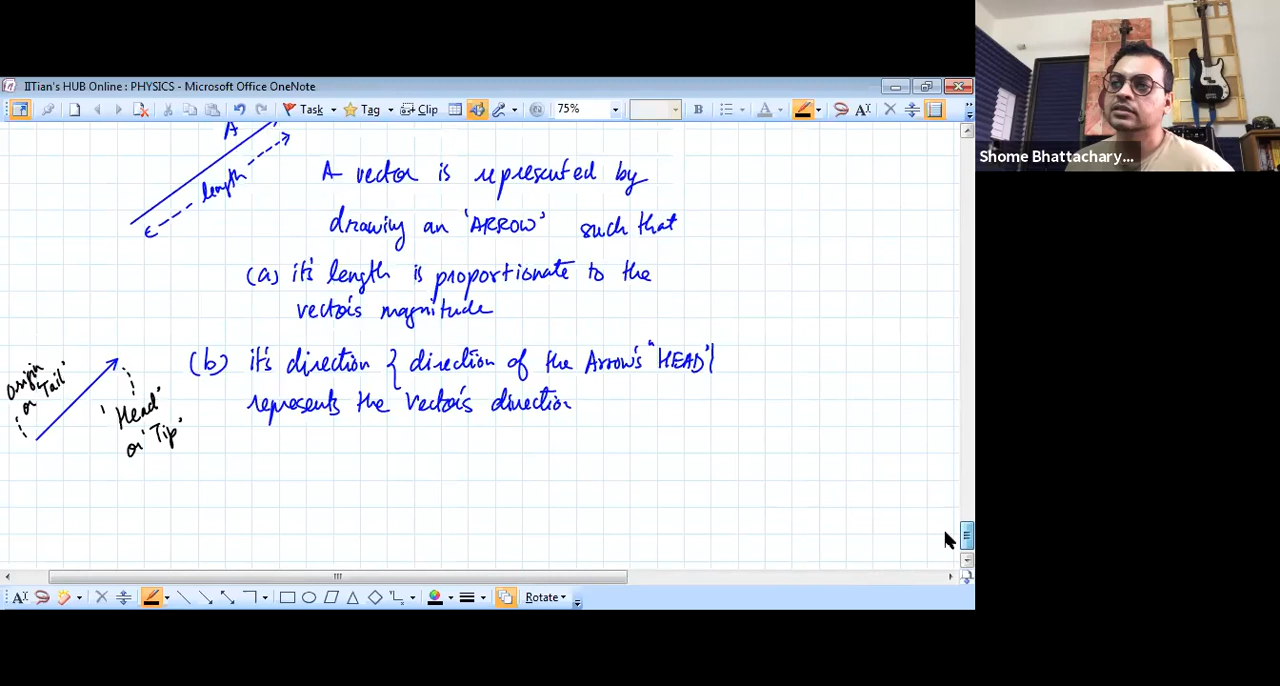 IITian's HUB Online : PHYSICS - Microsoft Office OneNote
Task
Tag
Clip
75%
B
A
A
length
A vector is represented by
drawing an 'ARROW' such that
(a) it's length is proportionate to the
vector's magnitude
(b) it's direction { direction of the Arrow's "HEAD"}
represents the Vector's direction
origin
or 'Tail'
'Head'
or 'Tip'
Rotate
Shome Bhattachary...